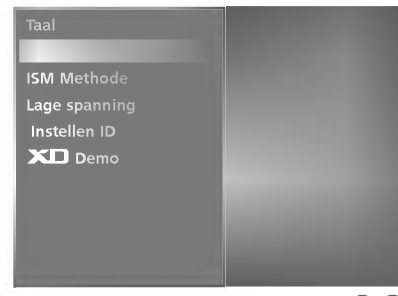 Taal
ISM Methode
Lage spanning
Instellen ID
XD Demo